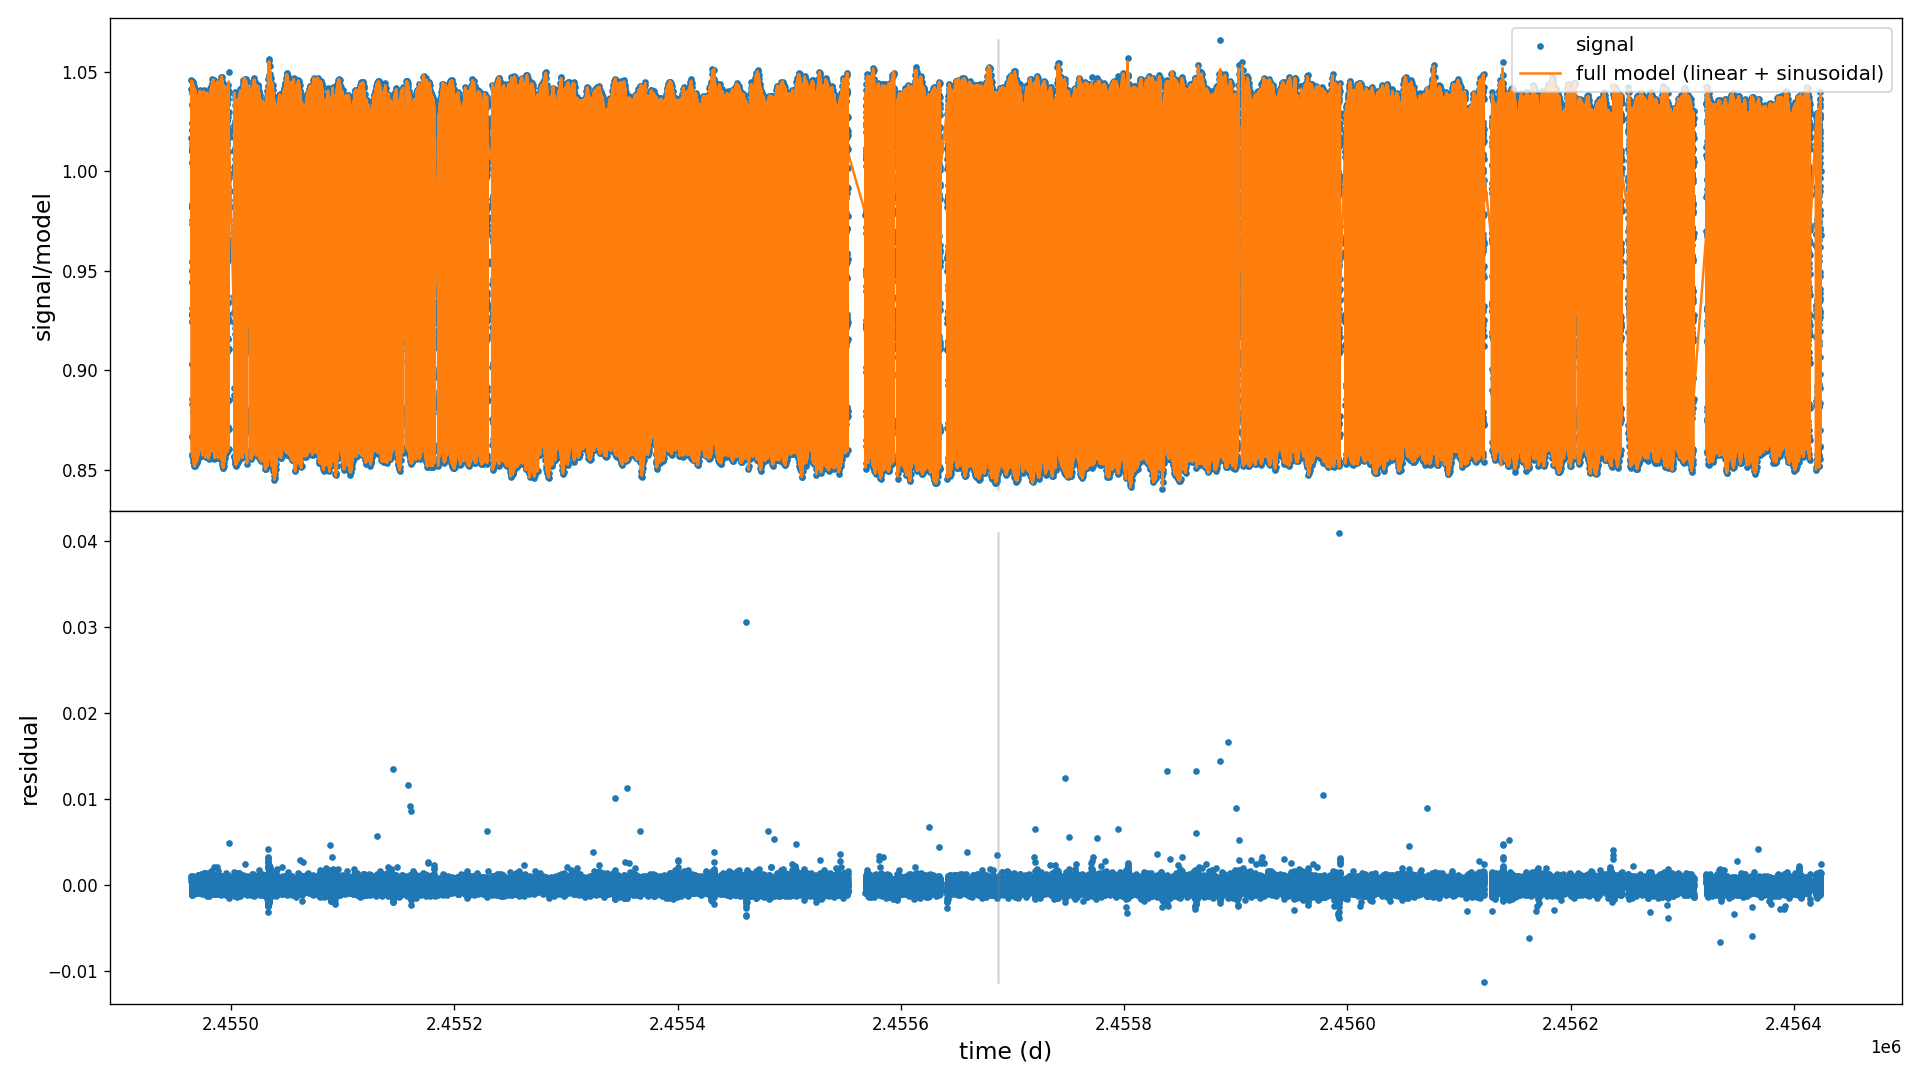 signal
full model (linear + sinusoidal)
1.05
1.00
0.95
0.90
0.85
signal/model
0.04
0.03
0.02
0.01
0.00
−0.01
residual
2.4550 2.4552 2.4554 2.4556 2.4558 2.4560 2.4562 2.4564
1e6
time (d)